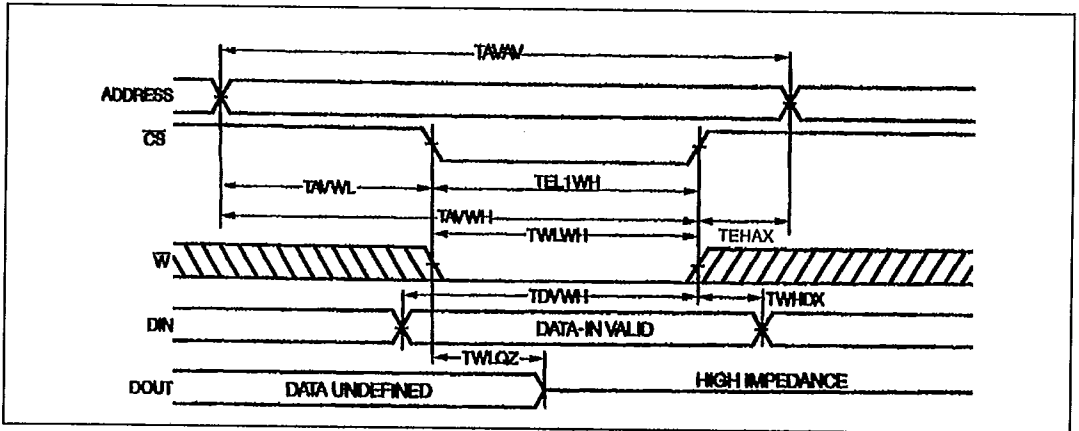 TAVAV
ADDRESS
CS
TAVWL
TEL1WH
TAVWH
TWLWH
TEHAX
W
TDVWH
TWHDX
DIN
DATA-IN VALID
TWLQZ
DOUT
DATA UNDEFINED
HIGH IMPEDANCE